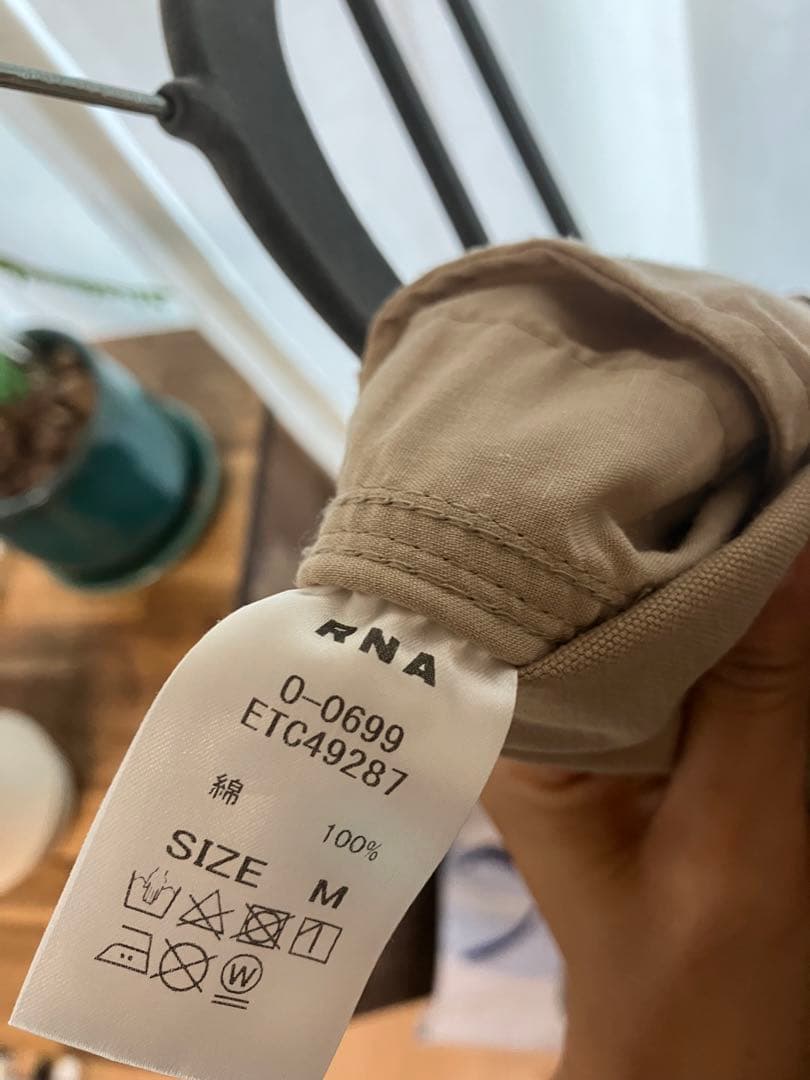 RNA
0-0699
ETC49287
綿 100%
SIZE M
W